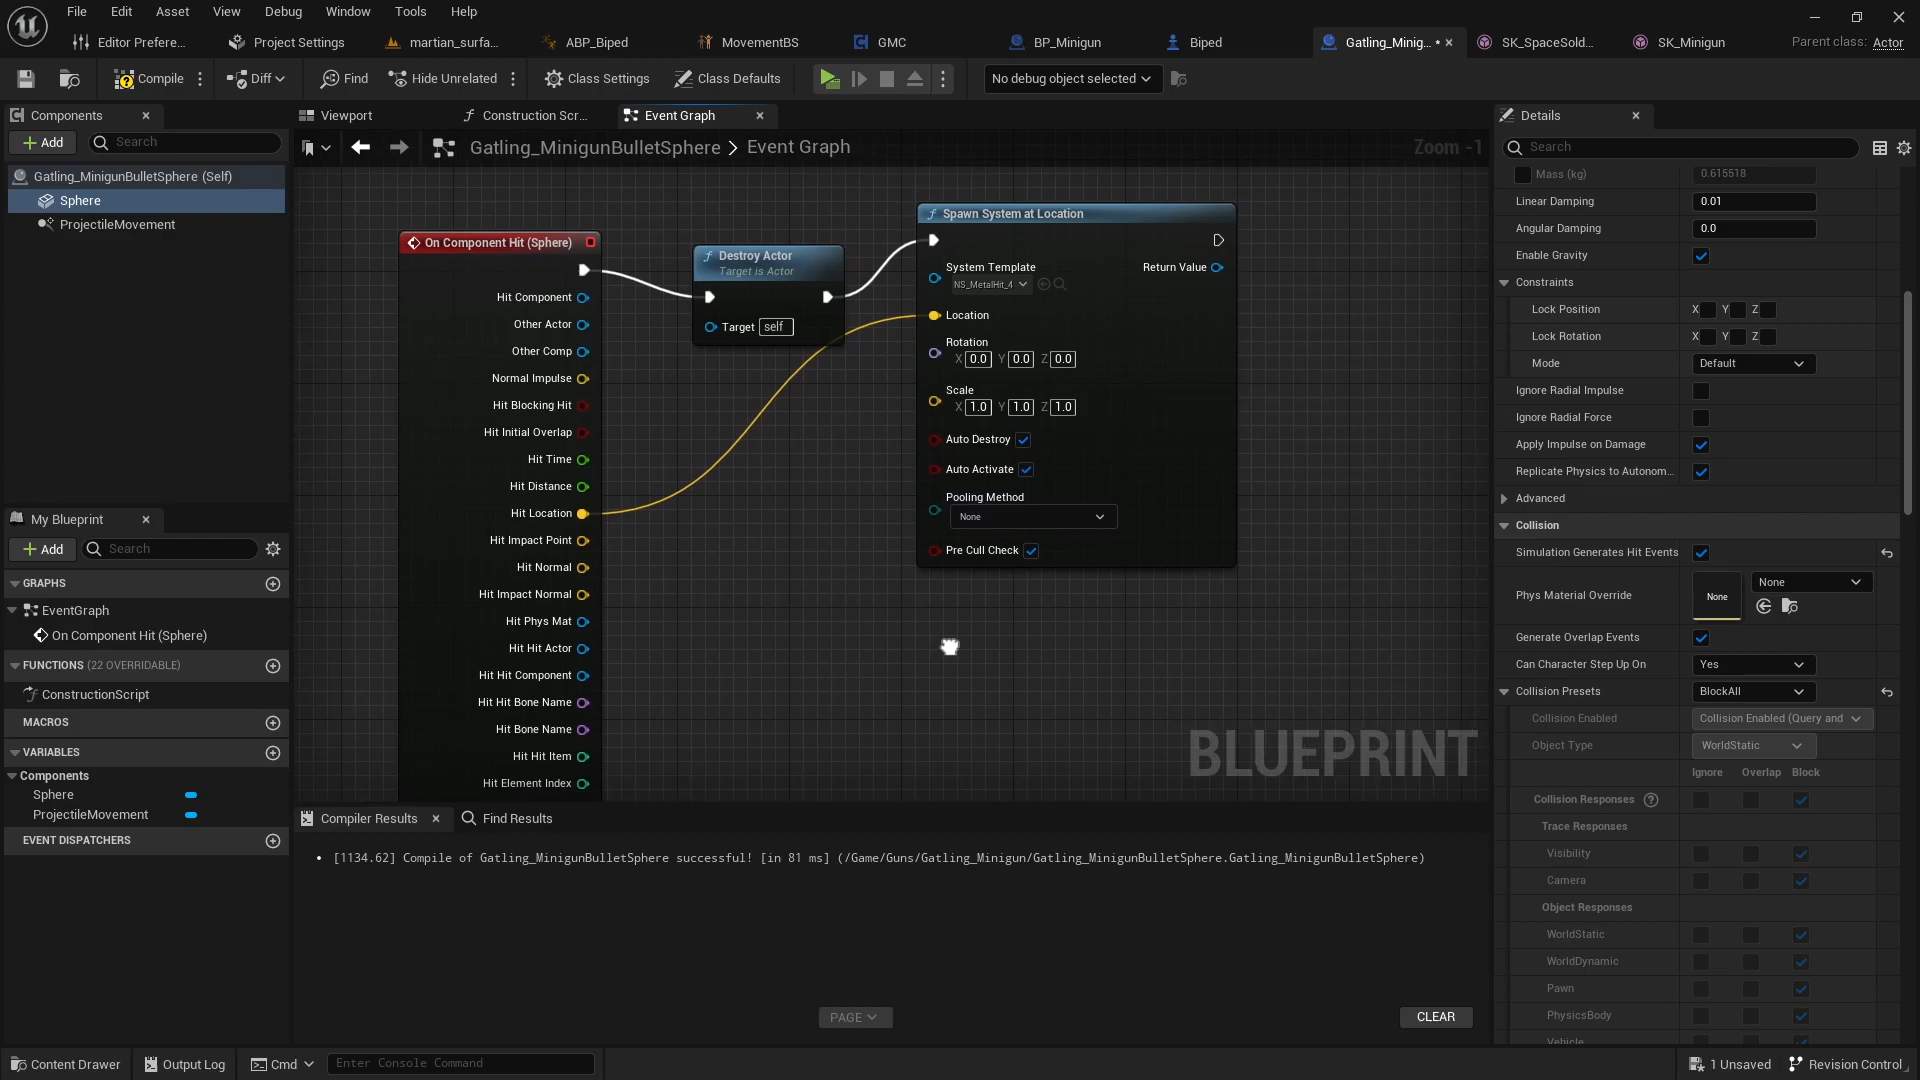 File Edit Asset View Debug Window Tools Help
Editor Prefere... Project Settings martian_surfa... ABP_Biped MovementBS GMC BP_Minigun Biped Gatling_Minig... * SK_SpaceSold... SK_Minigun Parent class: Actor
Compile Diff Find Hide Unrelated Class Settings Class Defaults No debug object selected
Components
Add Search
Gatling_MinigunBulletSphere (Self)
Sphere
ProjectileMovement
My Blueprint
Add Search
GRAPHS
EventGraph
On Component Hit (Sphere)
FUNCTIONS (22 OVERRIDABLE)
ConstructionScript
MACROS
VARIABLES
Components
Sphere
ProjectileMovement
EVENT DISPATCHERS
Viewport Construction Scr... Event Graph
Gatling_MinigunBulletSphere > Event Graph Zoom -1
On Component Hit (Sphere)
Hit Component
Other Actor
Other Comp
Normal Impulse
Hit Blocking Hit
Hit Initial Overlap
Hit Time
Hit Distance
Hit Location
Hit Impact Point
Hit Normal
Hit Impact Normal
Hit Phys Mat
Hit Hit Actor
Hit Hit Component
Hit Hit Bone Name
Hit Bone Name
Hit Hit Item
Hit Element Index
Destroy Actor
Target is Actor
Target self
Spawn System at Location
System Template Return Value
NS_MetalHit_4
Location
Rotation
X 0.0 Y 0.0 Z 0.0
Scale
X 1.0 Y 1.0 Z 1.0
Auto Destroy
Auto Activate
Pooling Method
None
Pre Cull Check
BLUEPRINT
Compiler Results Find Results
• [1134.62] Compile of Gatling_MinigunBulletSphere successful! [in 81 ms] (/Game/Guns/Gatling_Minigun/Gatling_MinigunBulletSphere.Gatling_MinigunBulletSphere)
PAGE CLEAR
Details
Search
Mass (kg) 0.615518
Linear Damping 0.01
Angular Damping 0.0
Enable Gravity
Constraints
Lock Position X Y Z
Lock Rotation X Y Z
Mode Default
Ignore Radial Impulse
Ignore Radial Force
Apply Impulse on Damage
Replicate Physics to Autonom...
Advanced
Collision
Simulation Generates Hit Events
Phys Material Override None None
Generate Overlap Events
Can Character Step Up On Yes
Collision Presets BlockAll
Collision Enabled Collision Enabled (Query and
Object Type WorldStatic
Ignore Overlap Block
Collision Responses ?
Trace Responses
Visibility
Camera
Object Responses
WorldStatic
WorldDynamic
Pawn
PhysicsBody
Vehicle
Content Drawer Output Log Cmd Enter Console Command 1 Unsaved Revision Control